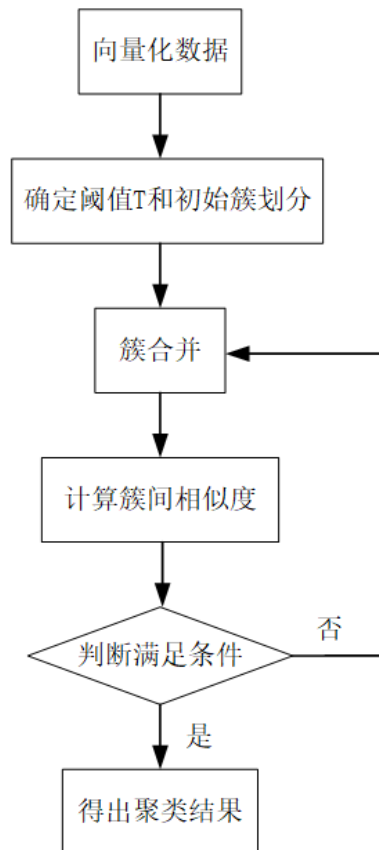 向量化数据
确定阈值T和初始簇划分
簇合并
计算簇间相似度
判断满足条件
否
是
得出聚类结果